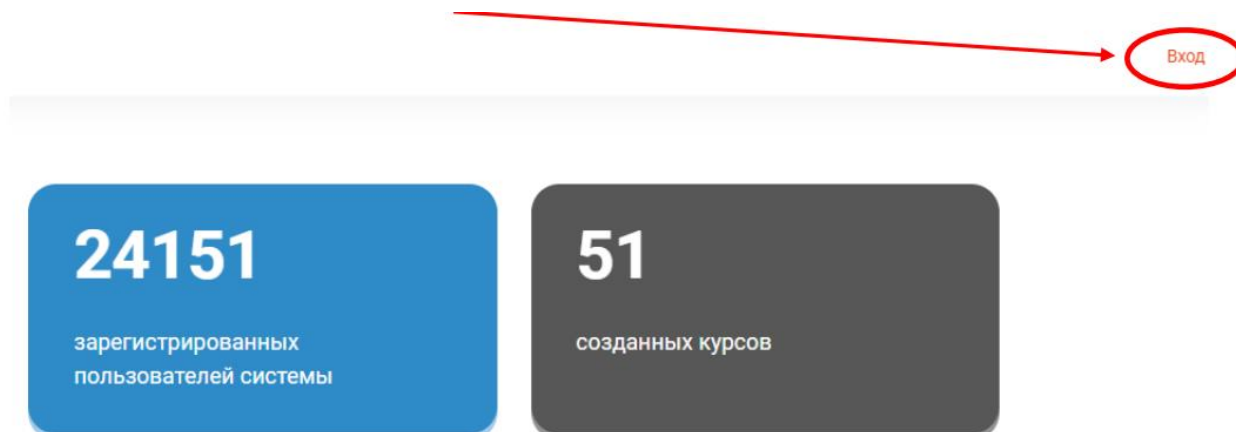 Вход
24151
зарегистрированных
пользователей системы
51
созданных курсов